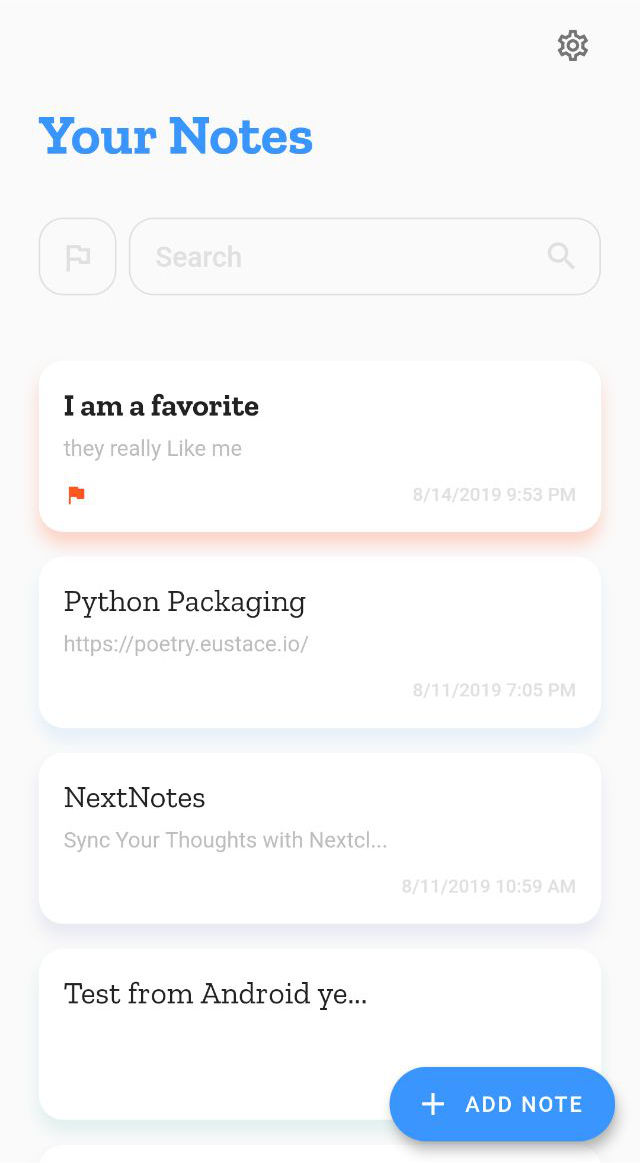 Your Notes
Search
I am a favorite
they really Like me
8/14/2019 9:53 PM
Python Packaging
https://poetry.eustace.io/
8/11/2019 7:05 PM
NextNotes
Sync Your Thoughts with Nextcl...
8/11/2019 10:59 AM
Test from Android ye...
ADD NOTE